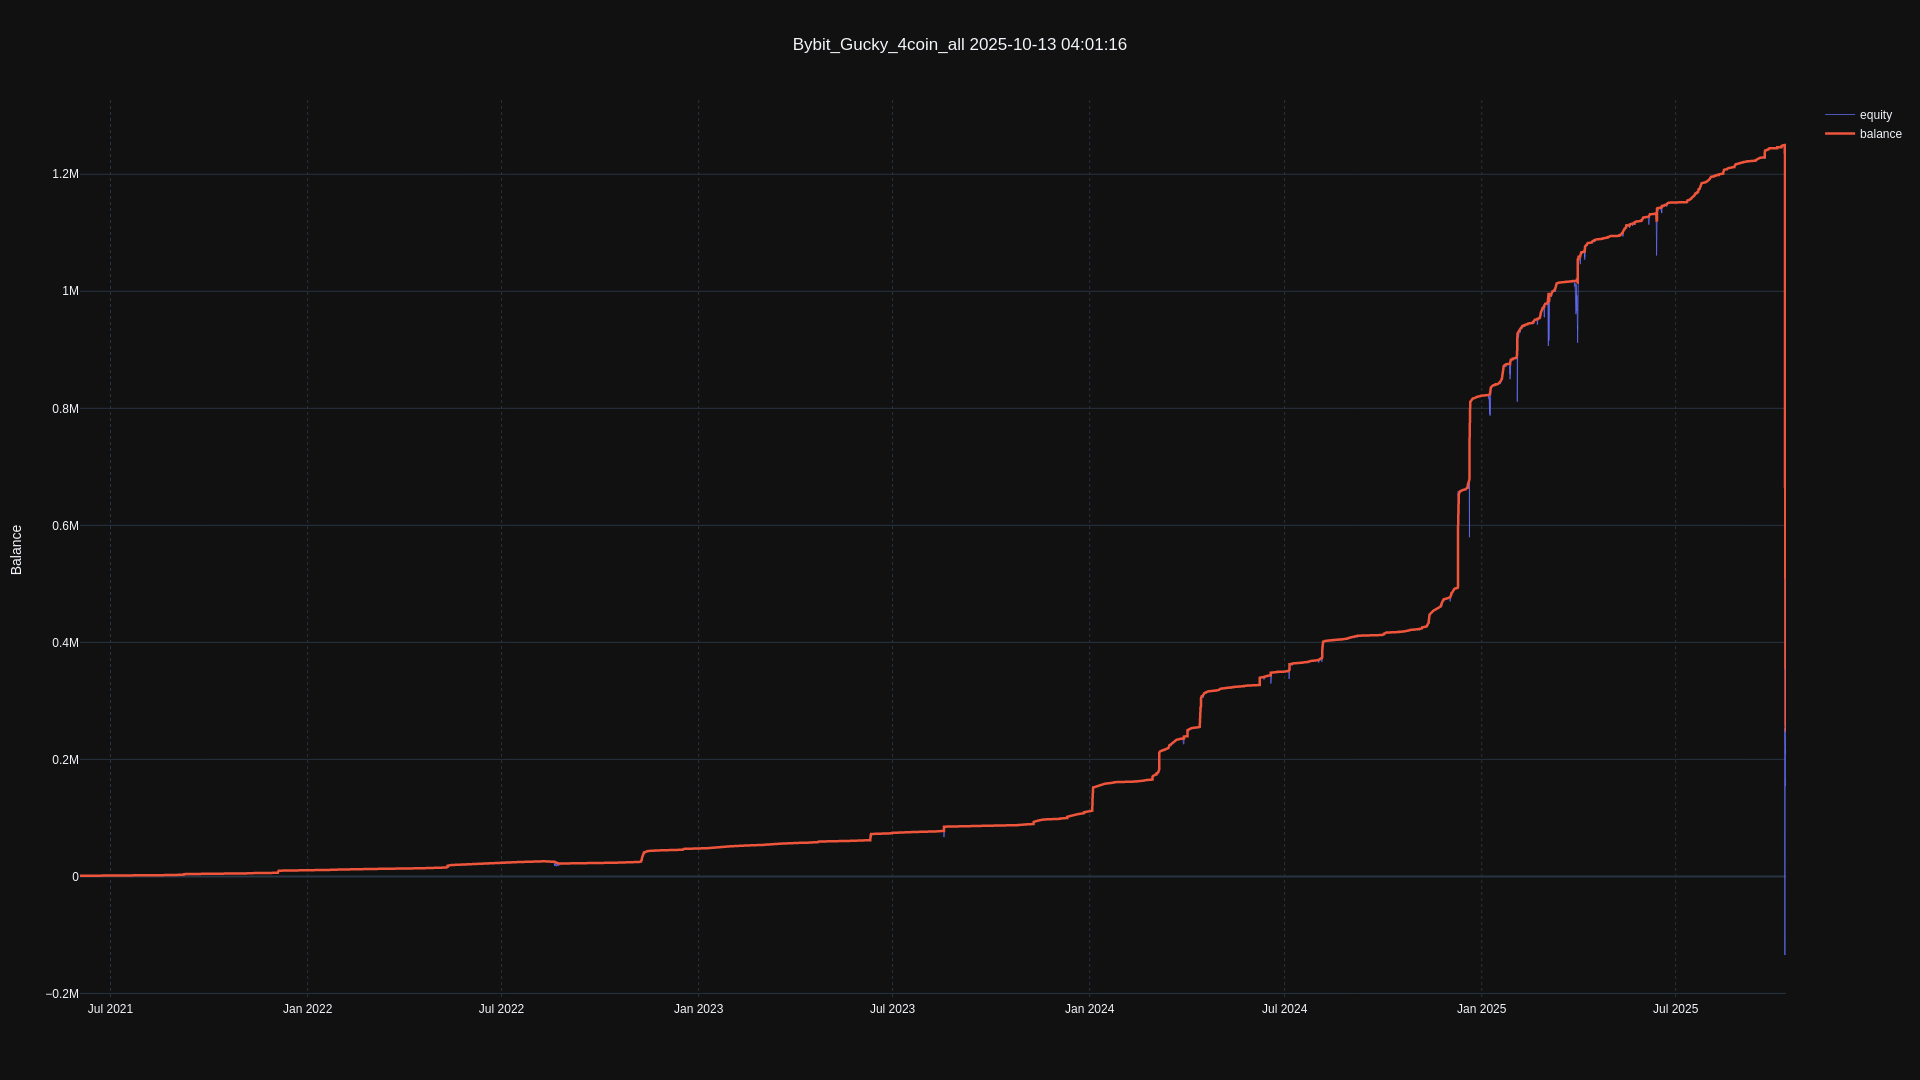 Bybit_Gucky_4coin_all 2025-10-13 04:01:16
equity
balance
1.2M
1M
0.8M
0.6M
0.4M
0.2M
0
−0.2M
Balance
Jul 2021
Jan 2022
Jul 2022
Jan 2023
Jul 2023
Jan 2024
Jul 2024
Jan 2025
Jul 2025